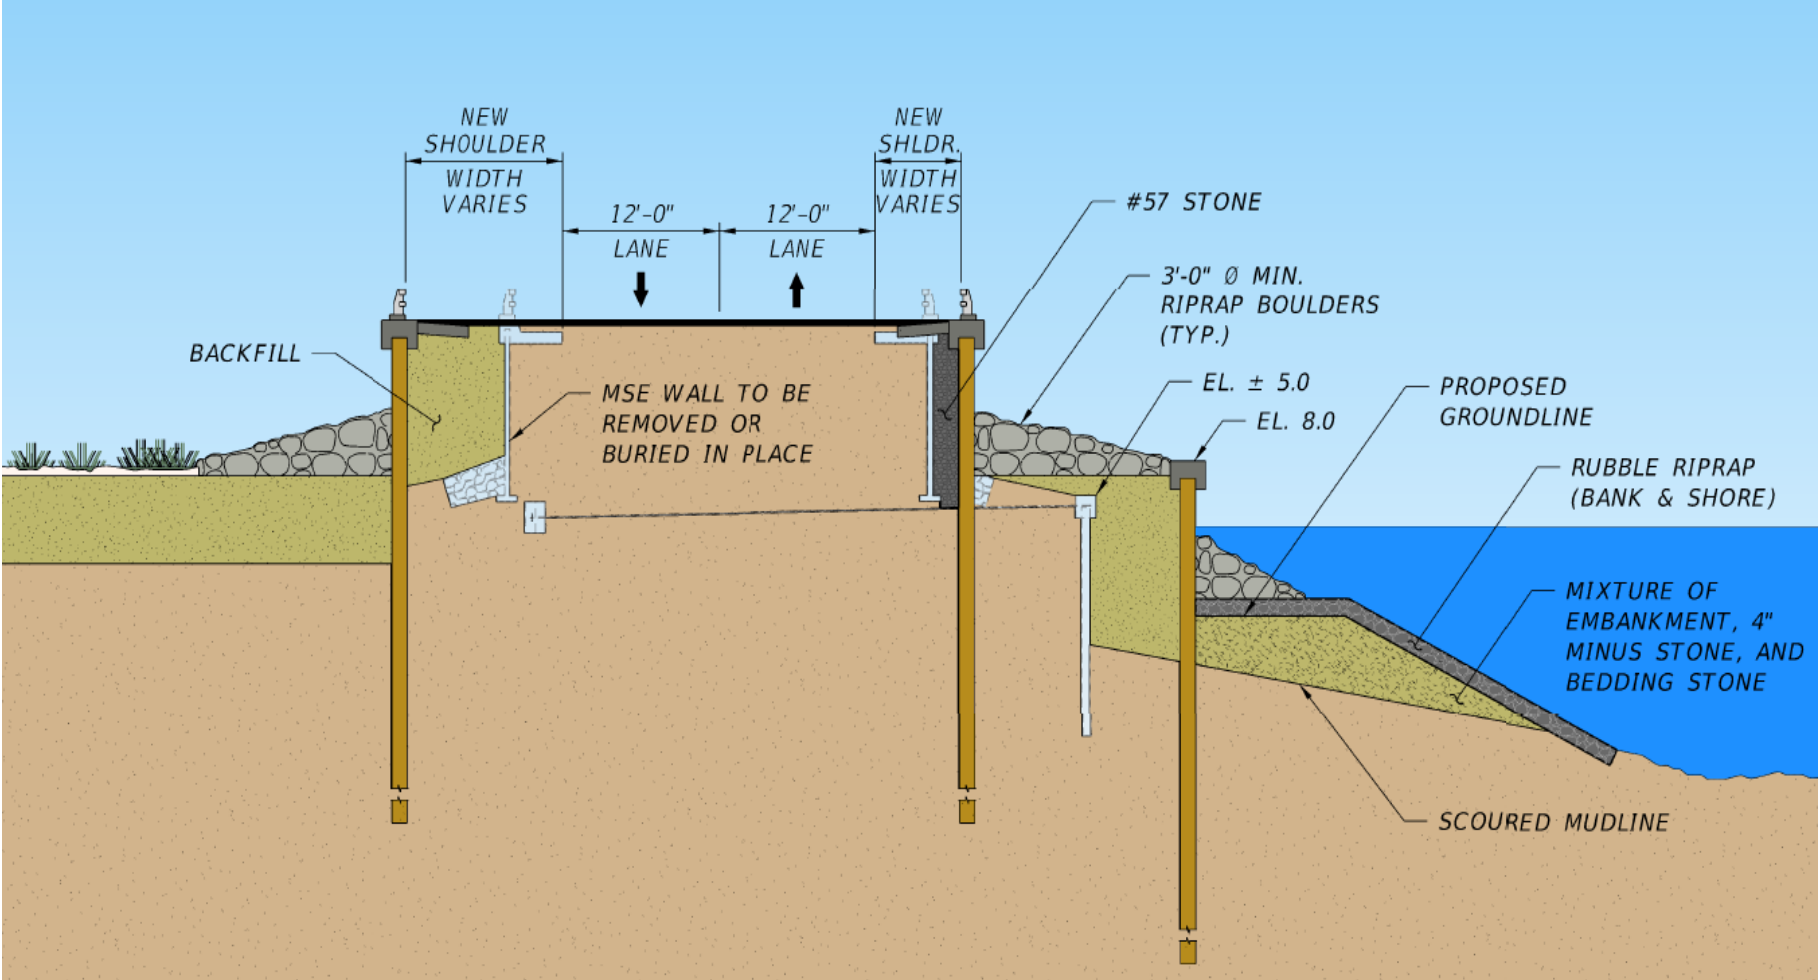 NEW
SHOULDER
WIDTH
VARIES
NEW
SHLDR.
WIDTH
VARIES
12'-0"
LANE
12'-0"
LANE
#57 STONE
3'-0" Ø MIN.
RIPRAP BOULDERS
(TYP.)
BACKFILL
MSE WALL TO BE
REMOVED OR
BURIED IN PLACE
EL. ± 5.0
EL. 8.0
PROPOSED
GROUNDLINE
RUBBLE RIPRAP
(BANK & SHORE)
MIXTURE OF
EMBANKMENT, 4"
MINUS STONE, AND
BEDDING STONE
SCOURED MUDLINE